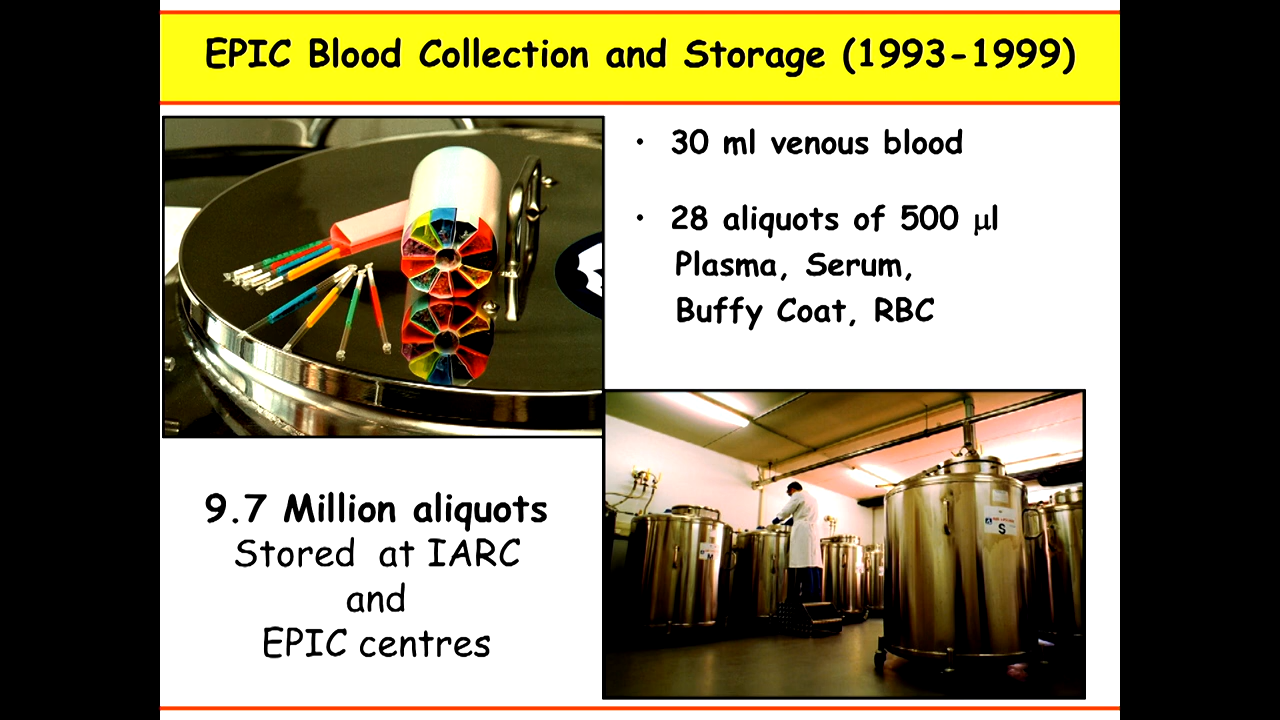 EPIC Blood Collection and Storage (1993-1999)
• 30 ml venous blood
• 28 aliquots of 500 μl
Plasma, Serum,
Buffy Coat, RBC
9.7 Million aliquots
Stored at IARC
and
EPIC centres
M
S